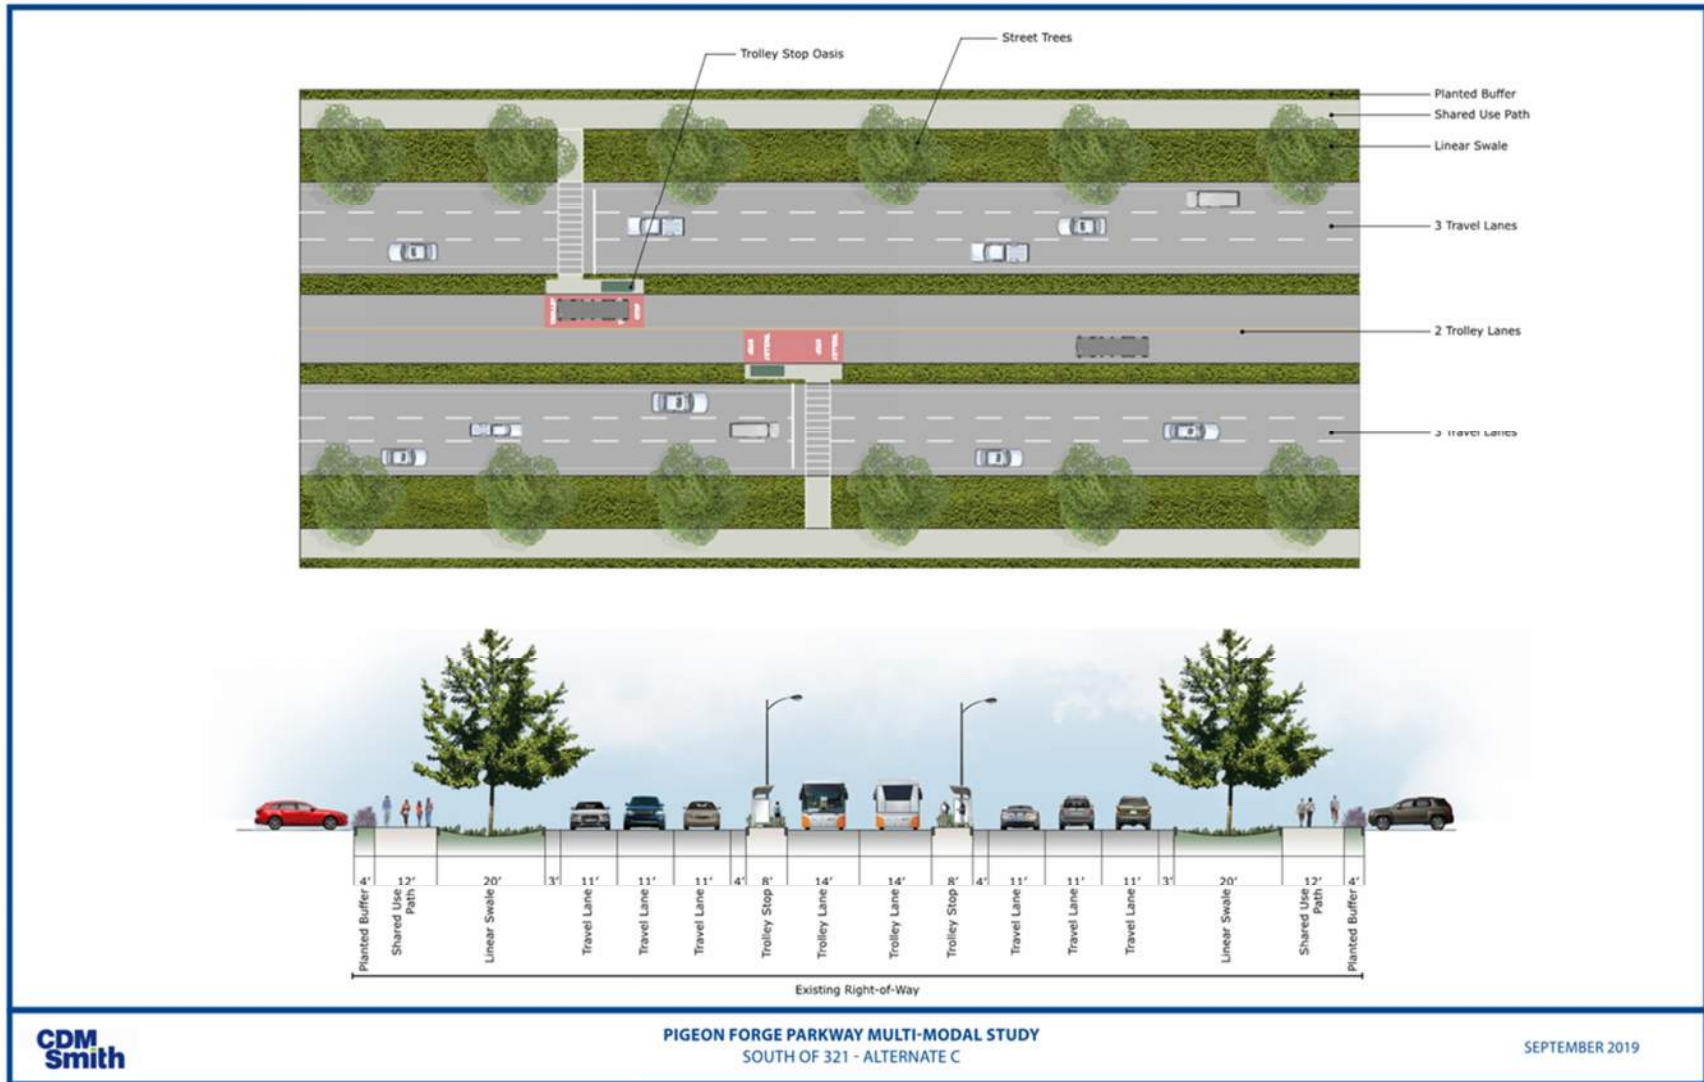 Street Trees
Trolley Stop Oasis
Planted Buffer
Shared Use Path
Linear Swale
3 Travel Lanes
2 Trolley Lanes
3 Travel Lanes
4' 12' 20' 3' 11' 11' 11' 4' 8' 14' 14' 8' 4' 11' 11' 11' 3' 20' 12' 4'
Planted Buffer
Shared Use
Path
Linear Swale
Travel Lane
Travel Lane
Travel Lane
Trolley Stop
Trolley Lane
Trolley Lane
Trolley Stop
Travel Lane
Travel Lane
Travel Lane
Linear Swale
Shared Use
Path
Planted Buffer
Existing Right-of-Way
CDM
Smith
PIGEON FORGE PARKWAY MULTI-MODAL STUDY
SOUTH OF 321 - ALTERNATE C
SEPTEMBER 2019